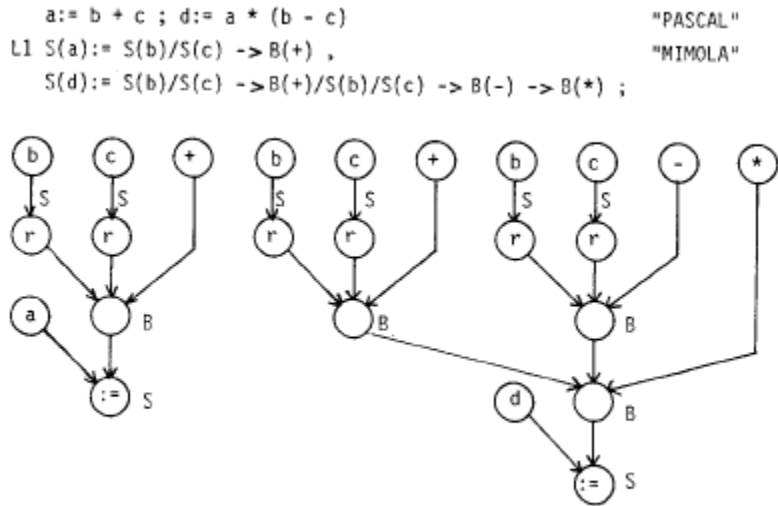 a:= b + c ; d:= a * (b - c) "PASCAL"
L1 S(a):= S(b)/S(c) -> B(+) , "MIMOLA"
S(d):= S(b)/S(c) -> B(+)/S(b)/S(c) -> B(-) -> B(*) ;
b c + b c + b c - *
S S S S S S
r r r r r r
a B B B
:= S d B
:= S